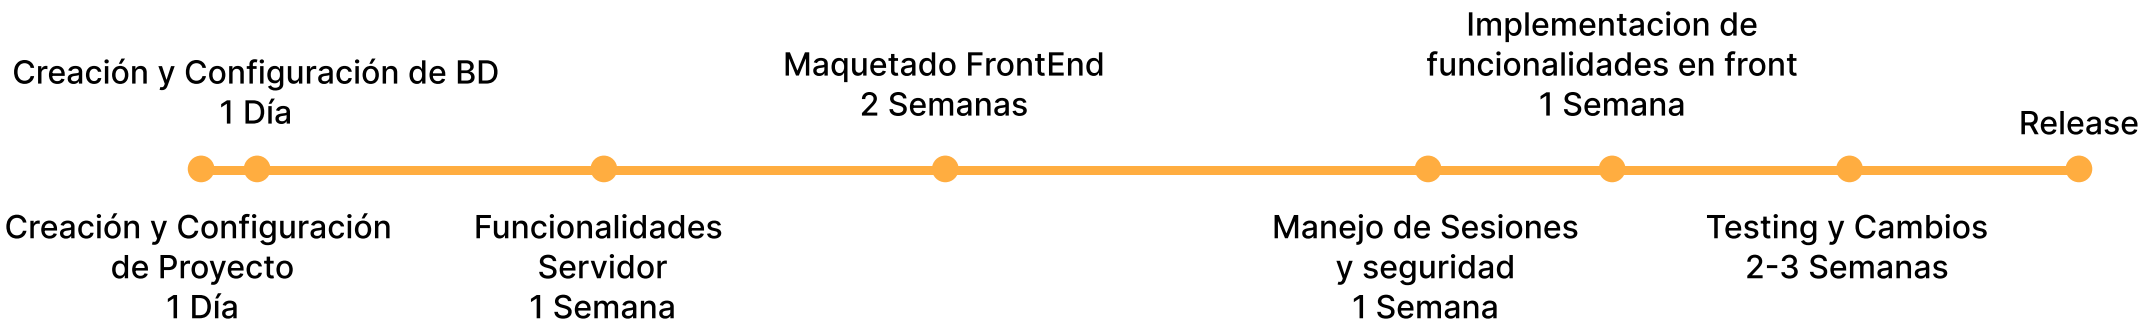 Creación y Configuración de BD
1 Día
Creación y Configuración
de Proyecto
1 Día
Funcionalidades
Servidor
1 Semana
Maquetado FrontEnd
2 Semanas
Manejo de Sesiones
y seguridad
1 Semana
Implementacion de
funcionalidades en front
1 Semana
Testing y Cambios
2-3 Semanas
Release